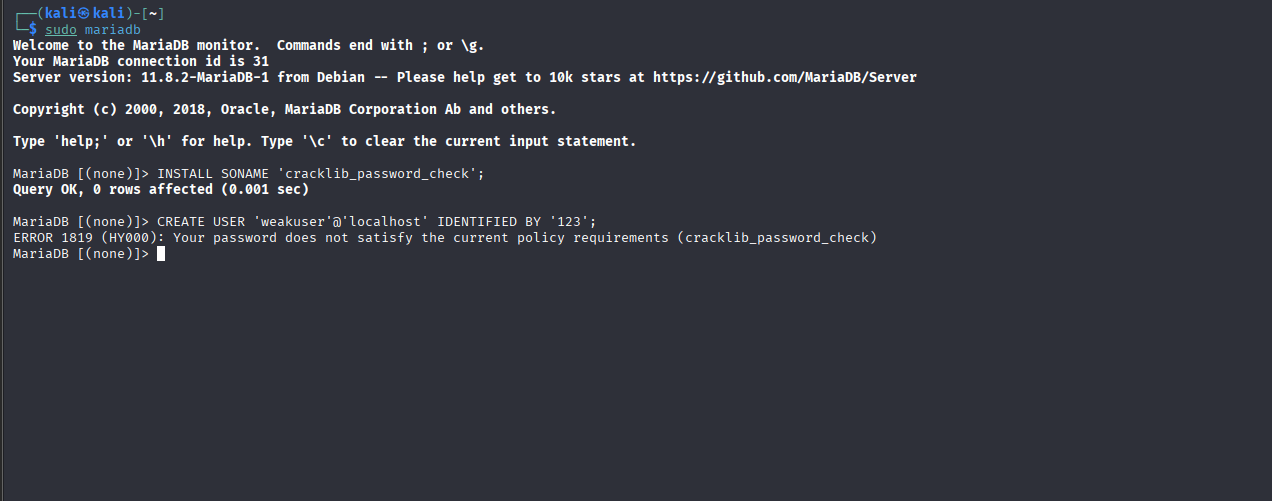 ┌──(kali㉿kali)-[~]
└─$ sudo mariadb
Welcome to the MariaDB monitor.  Commands end with ; or \g.
Your MariaDB connection id is 31
Server version: 11.8.2-MariaDB-1 from Debian -- Please help get to 10k stars at https://github.com/MariaDB/Server
Copyright (c) 2000, 2018, Oracle, MariaDB Corporation Ab and others.
Type 'help;' or '\h' for help. Type '\c' to clear the current input statement.
MariaDB [(none)]> INSTALL SONAME 'cracklib_password_check';
Query OK, 0 rows affected (0.001 sec)
MariaDB [(none)]> CREATE USER 'weakuser'@'localhost' IDENTIFIED BY '123';
ERROR 1819 (HY000): Your password does not satisfy the current policy requirements (cracklib_password_check)
MariaDB [(none)]>